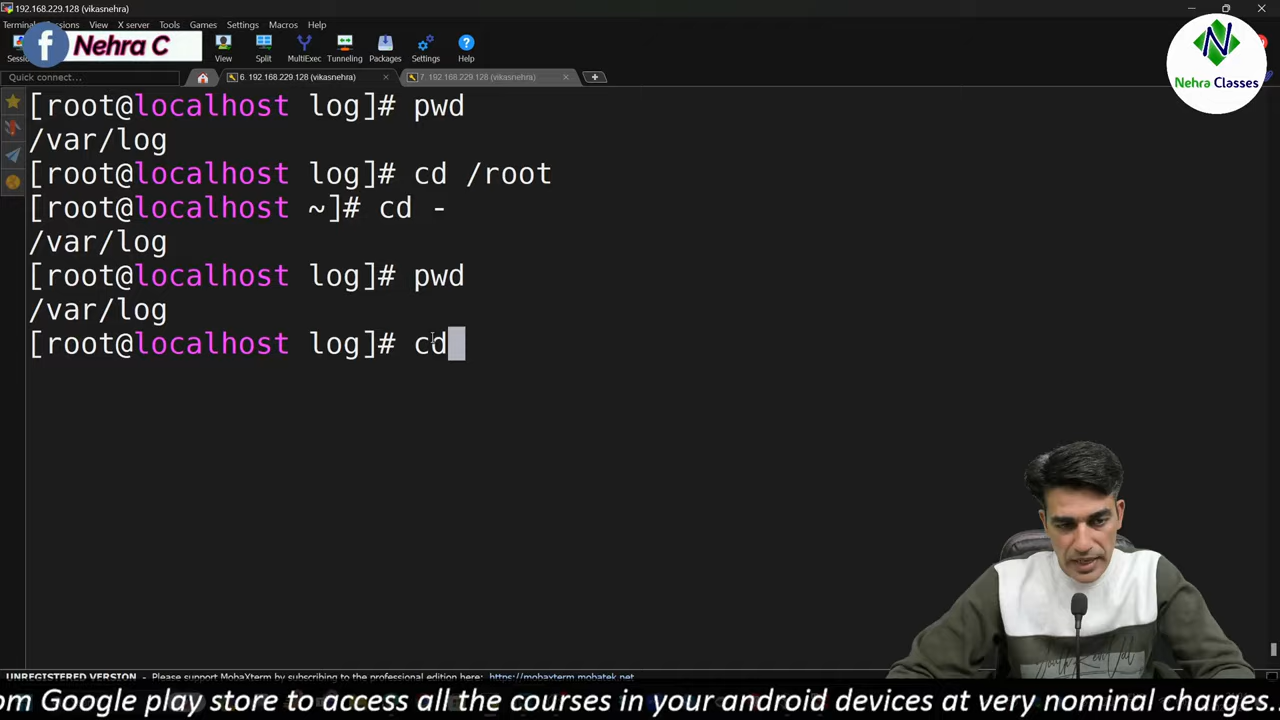 192.168.229.128 (vikasnehra)
Terminal Sessions View X server Tools Games Settings Macros Help
Nehra C
View Split MultiExec Tunneling Packages Settings Help
Quick connect...
6. 192.168.229.128 (vikasnehra)
7. 192.168.229.128 (vikasnehra)
Nehra Classes
[root@localhost log]# pwd
/var/log
[root@localhost log]# cd /root
[root@localhost ~]# cd -
/var/log
[root@localhost log]# pwd
/var/log
[root@localhost log]# cd
UNREGISTERED VERSION - Please support MobaXterm by subscribing to the professional edition here: https://mobaxterm.mobatek.net
om Google play store to access all the courses in your android devices at very nominal charges..